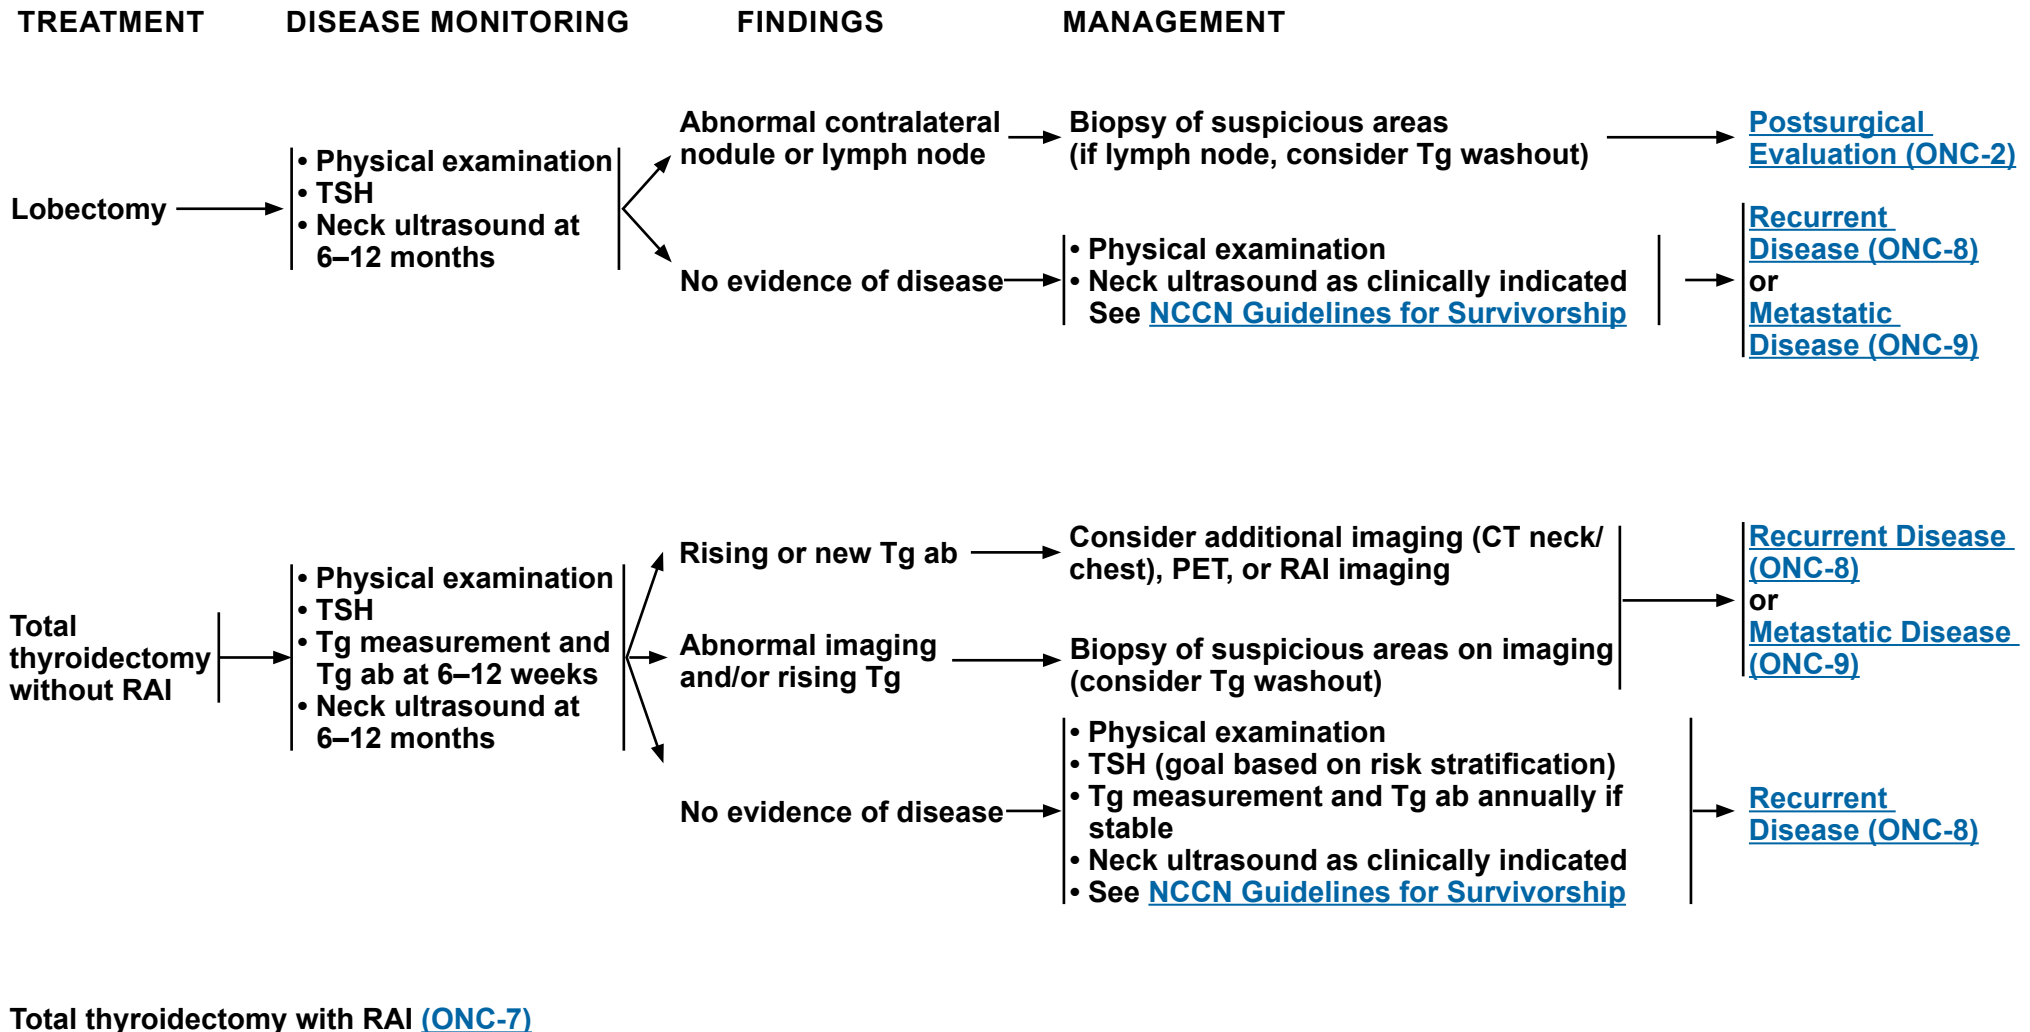 TREATMENT DISEASE MONITORING FINDINGS MANAGEMENT
Lobectomy
• Physical examination
• TSH
• Neck ultrasound at
6–12 months
Abnormal contralateral
nodule or lymph node
Biopsy of suspicious areas
(if lymph node, consider Tg washout)
Postsurgical
Evaluation (ONC-2)
No evidence of disease
• Physical examination
• Neck ultrasound as clinically indicated
See NCCN Guidelines for Survivorship
Recurrent
Disease (ONC-8)
or
Metastatic
Disease (ONC-9)
Total
thyroidectomy
without RAI
• Physical examination
• TSH
• Tg measurement and
Tg ab at 6–12 weeks
• Neck ultrasound at
6–12 months
Rising or new Tg ab
Consider additional imaging (CT neck/
chest), PET, or RAI imaging
Abnormal imaging
and/or rising Tg
Biopsy of suspicious areas on imaging
(consider Tg washout)
Recurrent Disease
(ONC-8)
or
Metastatic Disease
(ONC-9)
No evidence of disease
• Physical examination
• TSH (goal based on risk stratification)
• Tg measurement and Tg ab annually if
stable
• Neck ultrasound as clinically indicated
• See NCCN Guidelines for Survivorship
Recurrent
Disease (ONC-8)
Total thyroidectomy with RAI (ONC-7)